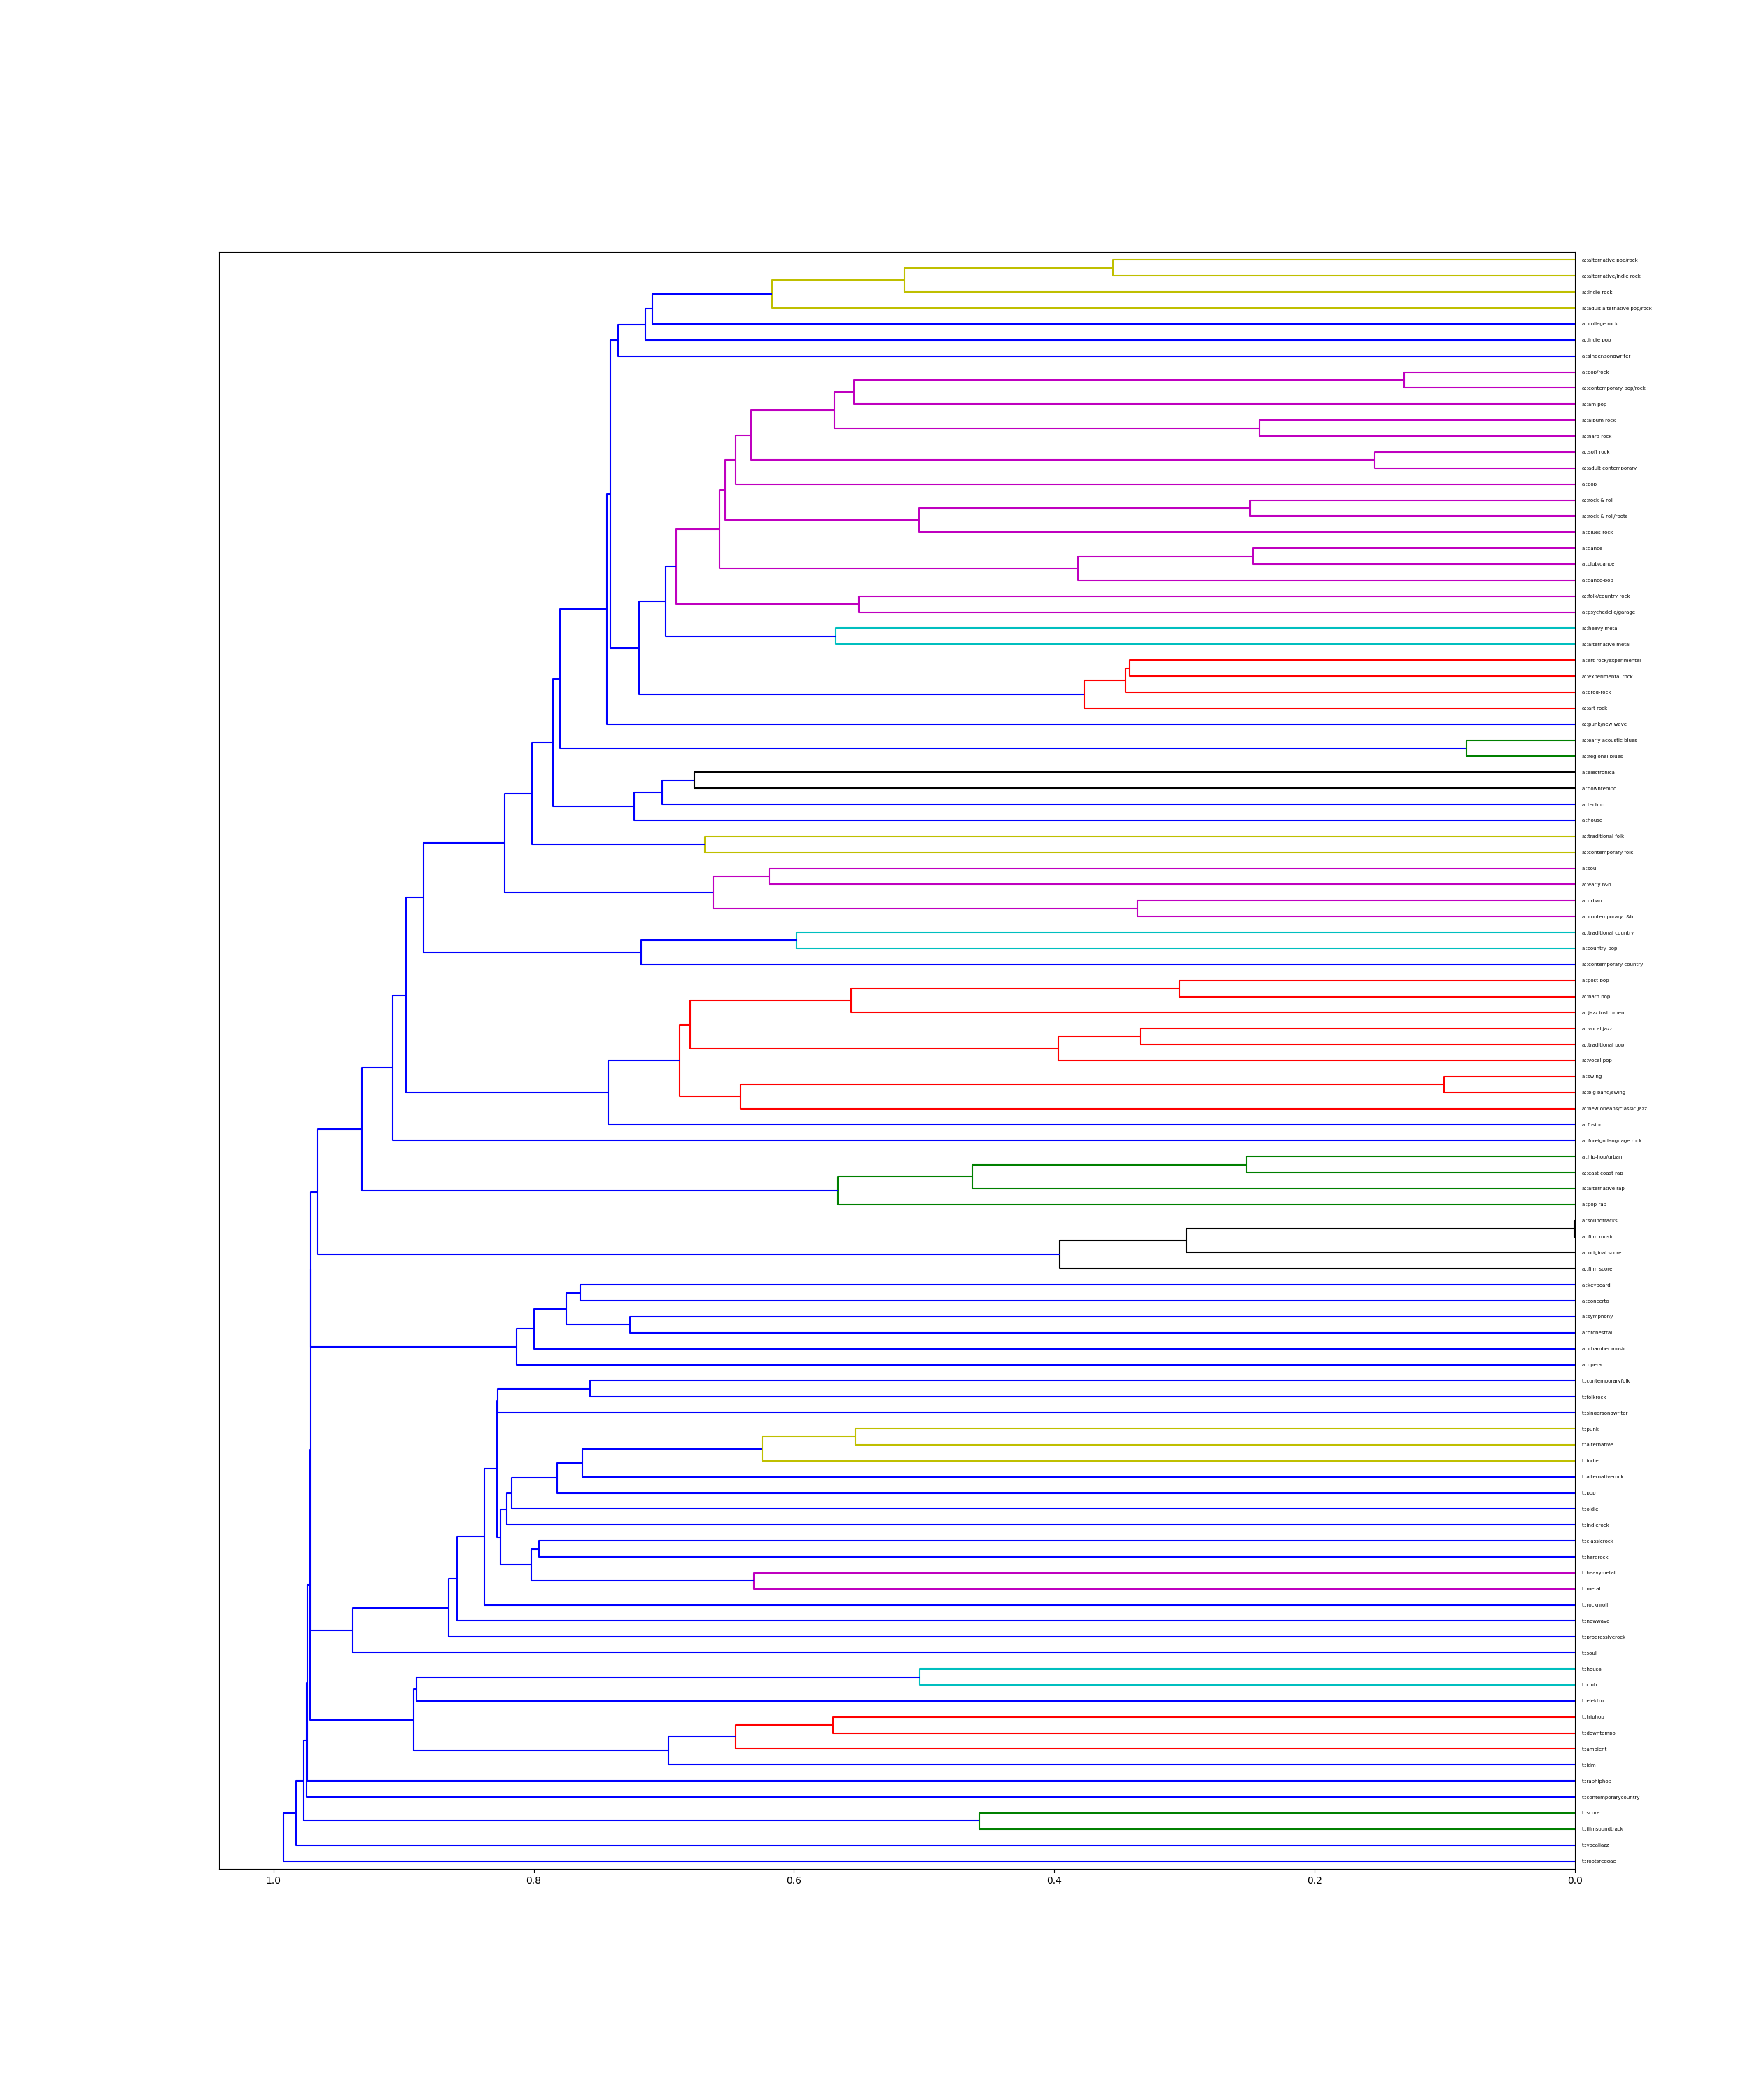 a::alternative pop/rock
a::alternative/indie rock
a::indie rock
a::adult alternative pop/rock
a::college rock
a::indie pop
a::singer/songwriter
a::pop/rock
a::contemporary pop/rock
a::am pop
a::album rock
a::hard rock
a::soft rock
a::adult contemporary
a::pop
a::rock & roll
a::rock & roll/roots
a::blues-rock
a::dance
a::club/dance
a::dance-pop
a::folk/country rock
a::psychedelic/garage
a::heavy metal
a::alternative metal
a::art-rock/experimental
a::experimental rock
a::prog-rock
a::art rock
a::punk/new wave
a::early acoustic blues
a::regional blues
a::electronica
a::downtempo
a::techno
a::house
a::traditional folk
a::contemporary folk
a::soul
a::early r&b
a::urban
a::contemporary r&b
a::traditional country
a::country-pop
a::contemporary country
a::post-bop
a::hard bop
a::jazz instrument
a::vocal jazz
a::traditional pop
a::vocal pop
a::swing
a::big band/swing
a::new orleans/classic jazz
a::fusion
a::foreign language rock
a::hip-hop/urban
a::east coast rap
a::alternative rap
a::pop-rap
a::soundtracks
a::film music
a::original score
a::film score
a::keyboard
a::concerto
a::symphony
a::orchestral
a::chamber music
a::opera
t::contemporaryfolk
t::folkrock
t::singersongwriter
t::punk
t::alternative
t::indie
t::alternativerock
t::pop
t::oldie
t::indierock
t::classicrock
t::hardrock
t::heavymetal
t::metal
t::rocknroll
t::newwave
t::progressiverock
t::soul
t::house
t::club
t::elektro
t::triphop
t::downtempo
t::ambient
t::idm
t::raphiphop
t::contemporarycountry
t::score
t::filmsoundtrack
t::vocaljazz
t::rootsreggae
1.0 0.8 0.6 0.4 0.2 0.0